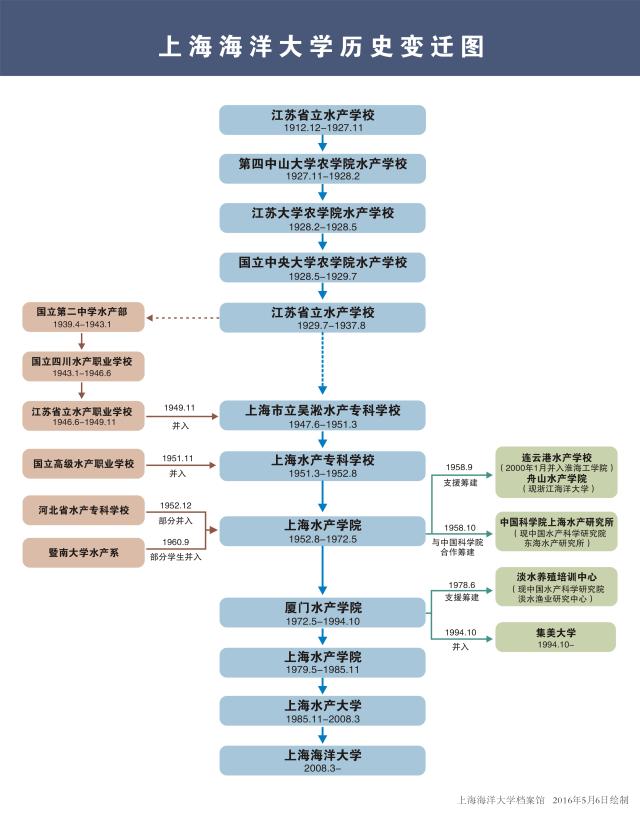 上海海洋大学历史变迁图
江苏省立水产学校
1912.12-1927.11
第四中山大学农学院水产学校
1927.11-1928.2
江苏大学农学院水产学校
1928.2-1928.5
国立中央大学农学院水产学校
1928.5-1929.7
江苏省立水产学校
1929.7-1937.8
国立第二中学水产部
1939.4-1943.1
国立四川水产职业学校
1943.1-1946.6
江苏省立水产职业学校
1946.6-1949.11
1949.11
并入
上海市立吴淞水产专科学校
1947.6-1951.3
国立高级水产职业学校
1951.11
并入
上海水产专科学校
1951.3-1952.8
1958.9
支援筹建
连云港水产学校
（2000年1月并入淮海工学院）
舟山水产学院
（现浙江海洋大学）
河北省水产专科学校
1952.12
部分并入
暨南大学水产系
1960.9
部分学生并入
上海水产学院
1952.8-1972.5
1958.10
与中国科学院
合作筹建
中国科学院上海水产研究所
（现中国水产科学研究院
东海水产研究所）
1978.6
支援筹建
淡水养殖培训中心
（现中国水产科学研究院
淡水渔业研究中心）
厦门水产学院
1972.5-1994.10
1994.10
并入
集美大学
1994.10-
上海水产学院
1979.5-1985.11
上海水产大学
1985.11-2008.3
上海海洋大学
2008.3-
上海海洋大学档案馆 2016年5月6日绘制